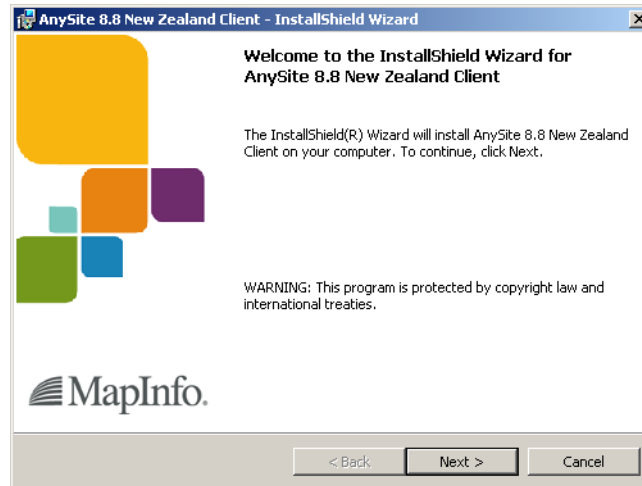 AnySite 8.8 New Zealand Client - InstallShield Wizard
Welcome to the InstallShield Wizard for
AnySite 8.8 New Zealand Client
The InstallShield(R) Wizard will install AnySite 8.8 New Zealand
Client on your computer. To continue, click Next.
WARNING: This program is protected by copyright law and
international treaties.
MapInfo.
< Back
Next >
Cancel